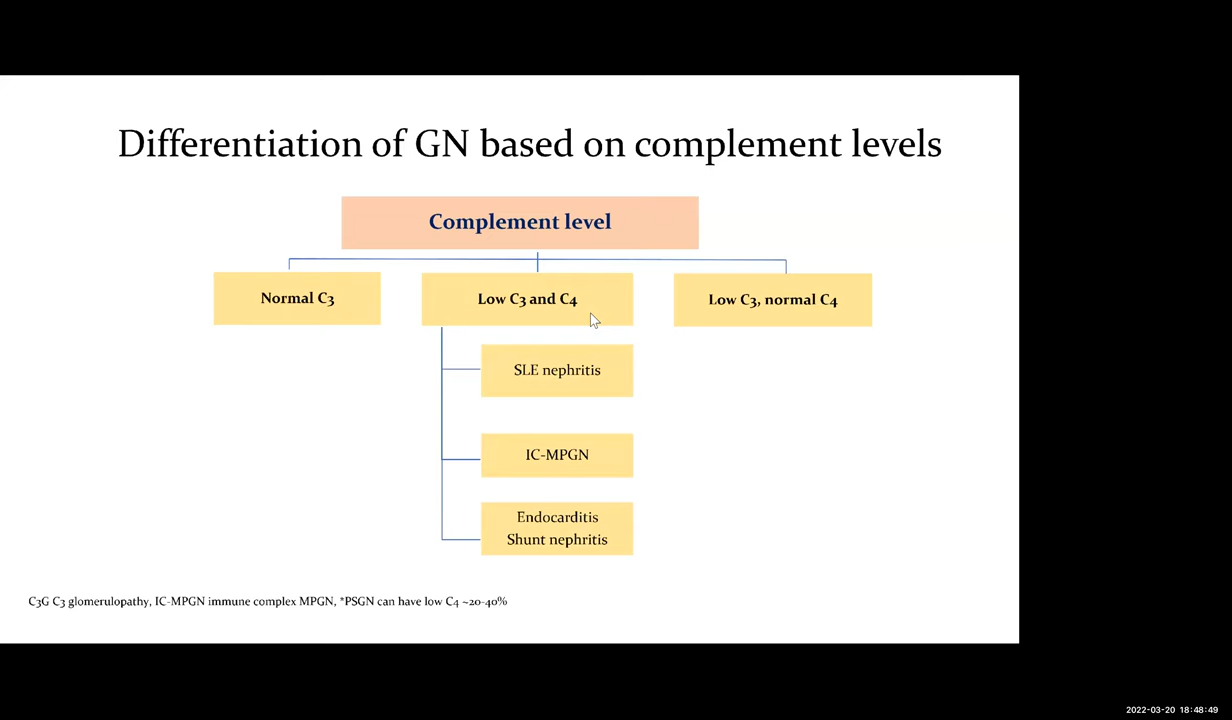 Differentiation of GN based on complement levels
Complement level
Normal C3
Low C3 and C4
Low C3, normal C4
SLE nephritis
IC-MPGN
Endocarditis
Shunt nephritis
C3G C3 glomerulopathy, IC-MPGN immune complex MPGN, *PSGN can have low C4 ~20-40%
2022-03-20 18:48:49